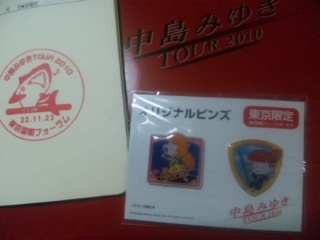 中島みゆき
TOUR 2010
中島みゆきTOUR 2010
22.11.23
東京国際フォーラム
オリジナルピンズ
東京限定
中島みゆき
TOUR 2010